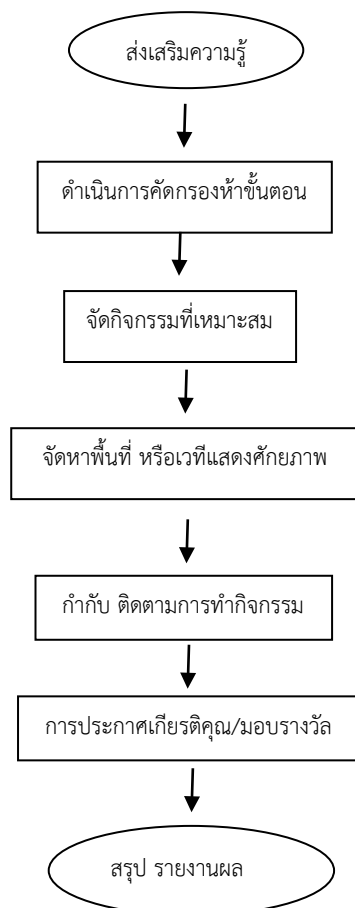 ส่งเสริมความรู้
ดำเนินการคัดกรองห้าขั้นตอน
จัดกิจกรรมที่เหมาะสม
จัดหาพื้นที่ หรือเวทีแสดงศักยภาพ
กำกับ ติดตามการทำกิจกรรม
การประกาศเกียรติคุณ/มอบรางวัล
สรุป รายงานผล